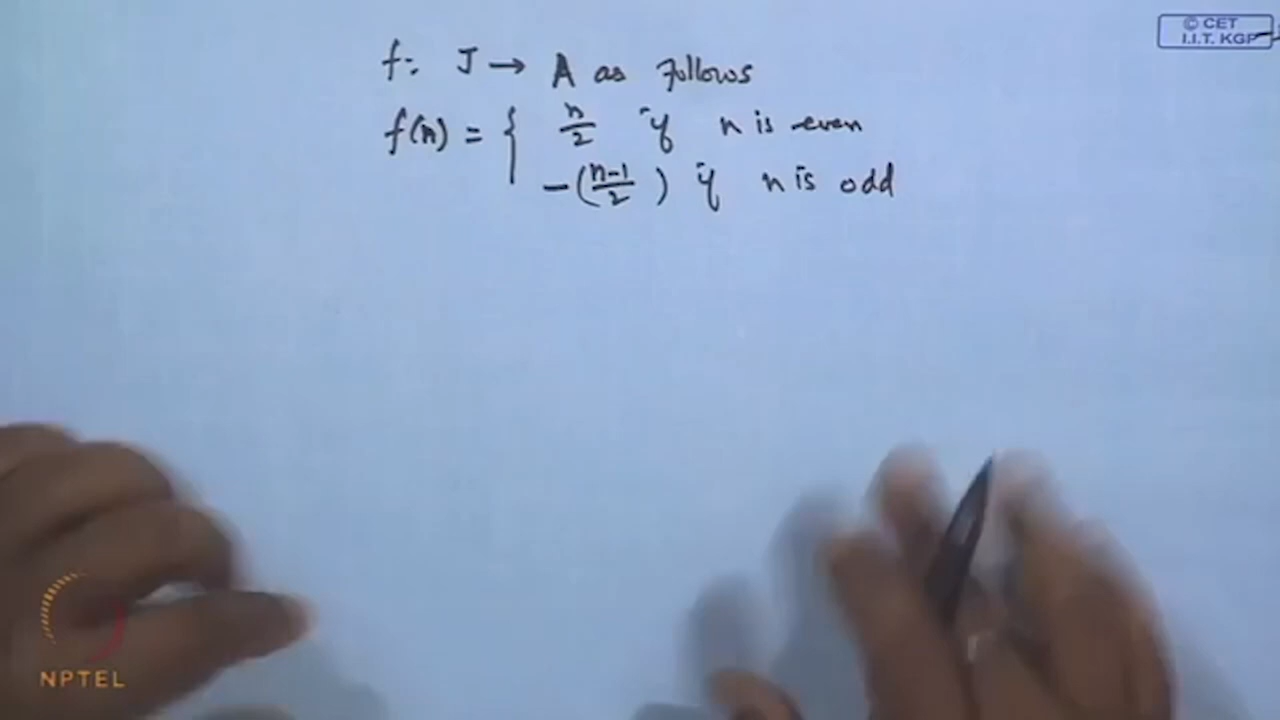 © CET
I.I.T. KGP
f: J → A as follows
f(n) = { n/2 if n is even
-(n-1/2) if n is odd
NPTEL